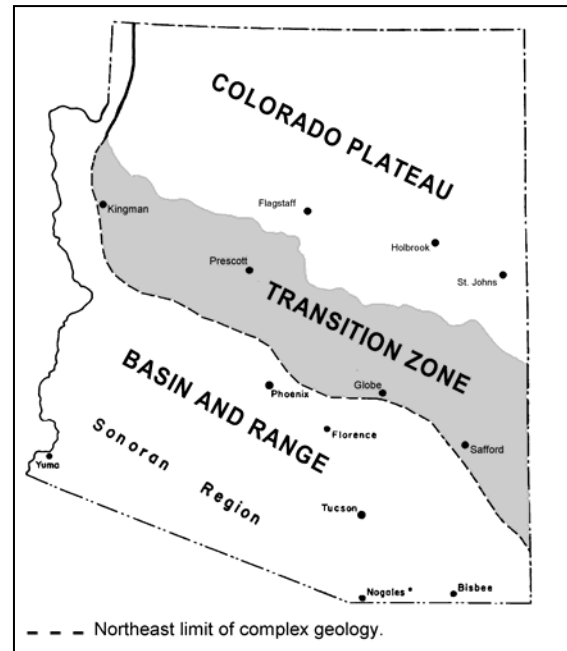 COLORADO PLATEAU
Kingman
Flagstaff
Holbrook
Prescott
St. Johns
TRANSITION ZONE
BASIN AND RANGE
Phoenix
Globe
Florence
Safford
Sonoran Region
Yuma
Tucson
Nogales
Bisbee
Northeast limit of complex geology.